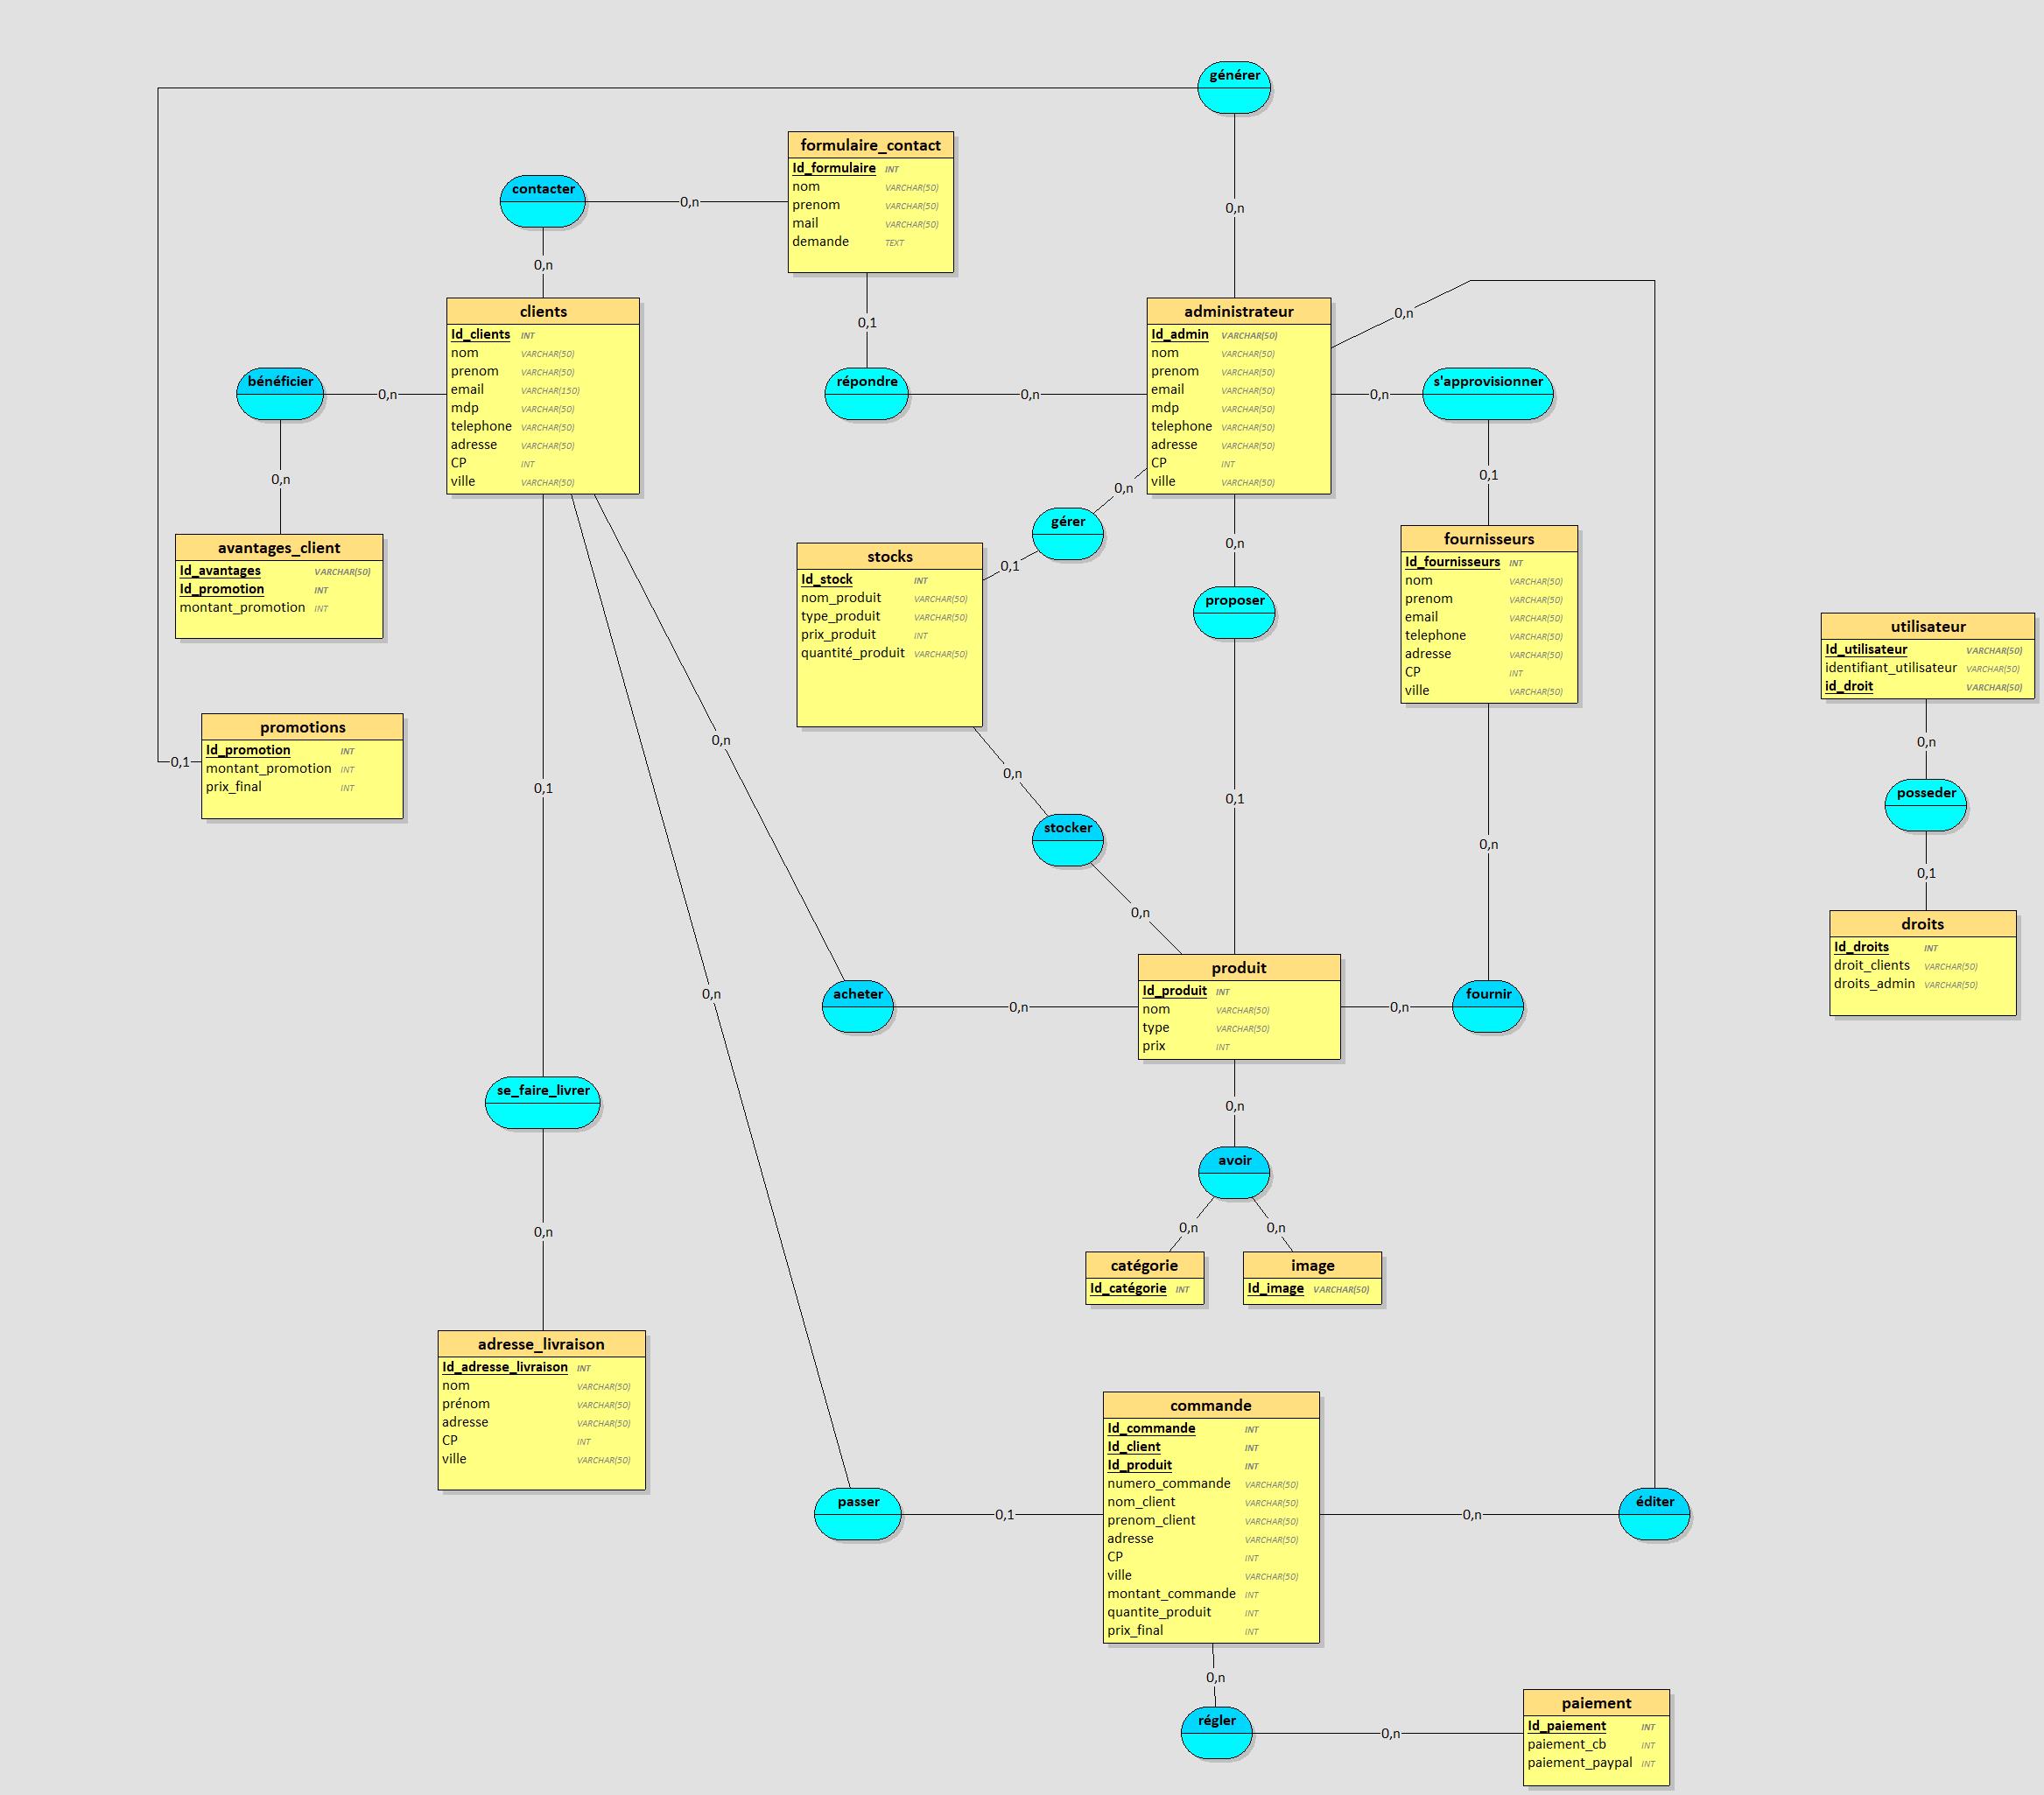 générer
0,n
formulaire_contact
Id_formulaire INT
nom VARCHAR(50)
prenom VARCHAR(50)
mail VARCHAR(50)
demande TEXT
contacter
0,n
0,n
0,1
clients
Id_clients INT
nom VARCHAR(50)
prenom VARCHAR(50)
email VARCHAR(150)
mdp VARCHAR(50)
telephone VARCHAR(50)
adresse VARCHAR(50)
CP INT
ville VARCHAR(50)
administrateur
Id_admin VARCHAR(50)
nom VARCHAR(50)
prenom VARCHAR(50)
email VARCHAR(50)
mdp VARCHAR(50)
telephone VARCHAR(50)
adresse VARCHAR(50)
CP INT
ville VARCHAR(50)
0,n
bénéficier
0,n
répondre
0,n
0,n
s'approvisionner
0,n
0,1
0,n
gérer
0,1
0,n
avantages_client
Id_avantages VARCHAR(50)
Id_promotion INT
montant_promotion INT
stocks
Id_stock INT
nom_produit VARCHAR(50)
type_produit VARCHAR(50)
prix_produit INT
quantité_produit VARCHAR(50)
proposer
fournisseurs
Id_fournisseurs INT
nom VARCHAR(50)
prenom VARCHAR(50)
email VARCHAR(50)
telephone VARCHAR(50)
adresse VARCHAR(50)
CP INT
ville VARCHAR(50)
utilisateur
Id_utilisateur VARCHAR(50)
identifiant_utilisateur VARCHAR(50)
id_droit VARCHAR(50)
0,n
posseder
0,1
promotions
Id_promotion INT
montant_promotion INT
prix_final INT
0,1
0,1
0,n
0,n
stocker
0,n
0,1
0,n
droits
Id_droits INT
droit_clients VARCHAR(50)
droits_admin VARCHAR(50)
produit
Id_produit INT
nom VARCHAR(50)
type VARCHAR(50)
prix INT
0,n
acheter
0,n
0,n
fournir
se_faire_livrer
0,n
0,n
avoir
0,n
0,n
catégorie
Id_catégorie INT
image
Id_image VARCHAR(50)
adresse_livraison
Id_adresse_livraison INT
nom VARCHAR(50)
prénom VARCHAR(50)
adresse VARCHAR(50)
CP INT
ville VARCHAR(50)
commande
Id_commande INT
Id_client INT
Id_produit INT
numero_commande VARCHAR(50)
nom_client VARCHAR(50)
prenom_client VARCHAR(50)
adresse VARCHAR(50)
CP INT
ville VARCHAR(50)
montant_commande INT
quantite_produit INT
prix_final INT
passer
0,1
0,n
éditer
0,n
régler
0,n
paiement
Id_paiement INT
paiement_cb INT
paiement_paypal INT